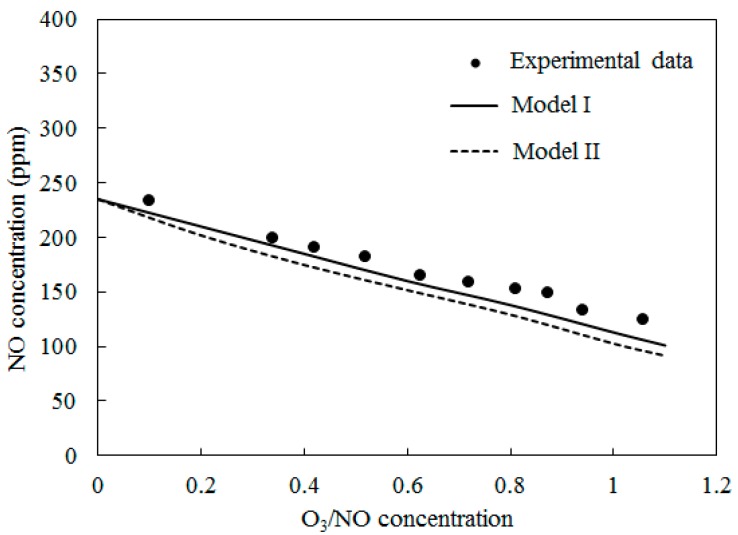 400
350
300
250
200
150
100
50
0
NO concentration (ppm)
Experimental data
Model I
Model II
0 0.2 0.4 0.6 0.8 1 1.2
O₃/NO concentration